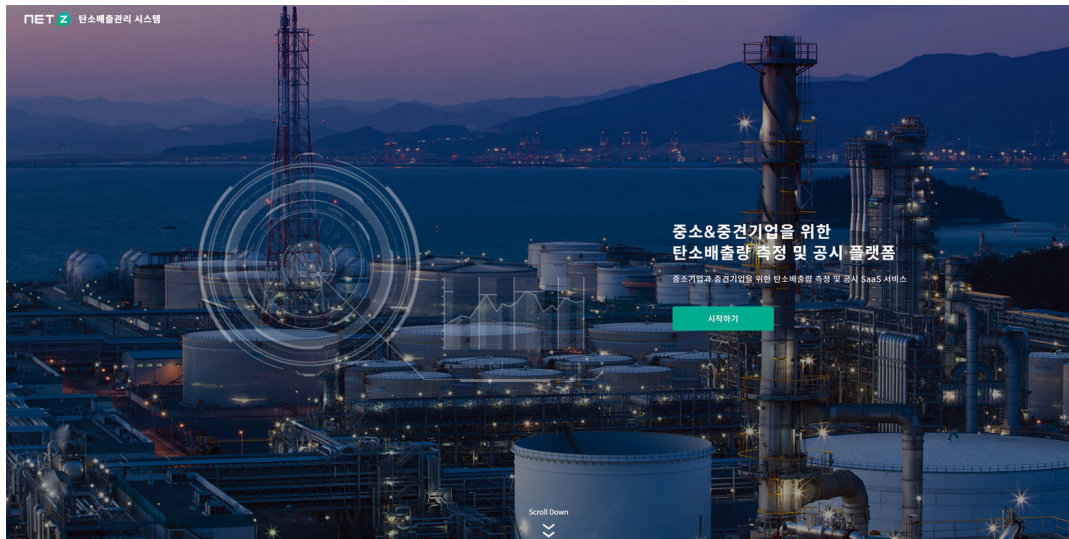 NET Z 탄소배출관리 시스템
중소&중견기업을 위한
탄소배출량 측정 및 공시 플랫폼
중소기업과 중견기업을 위한 탄소배출량 측정 및 공시 SaaS 서비스
시작하기
Scroll Down